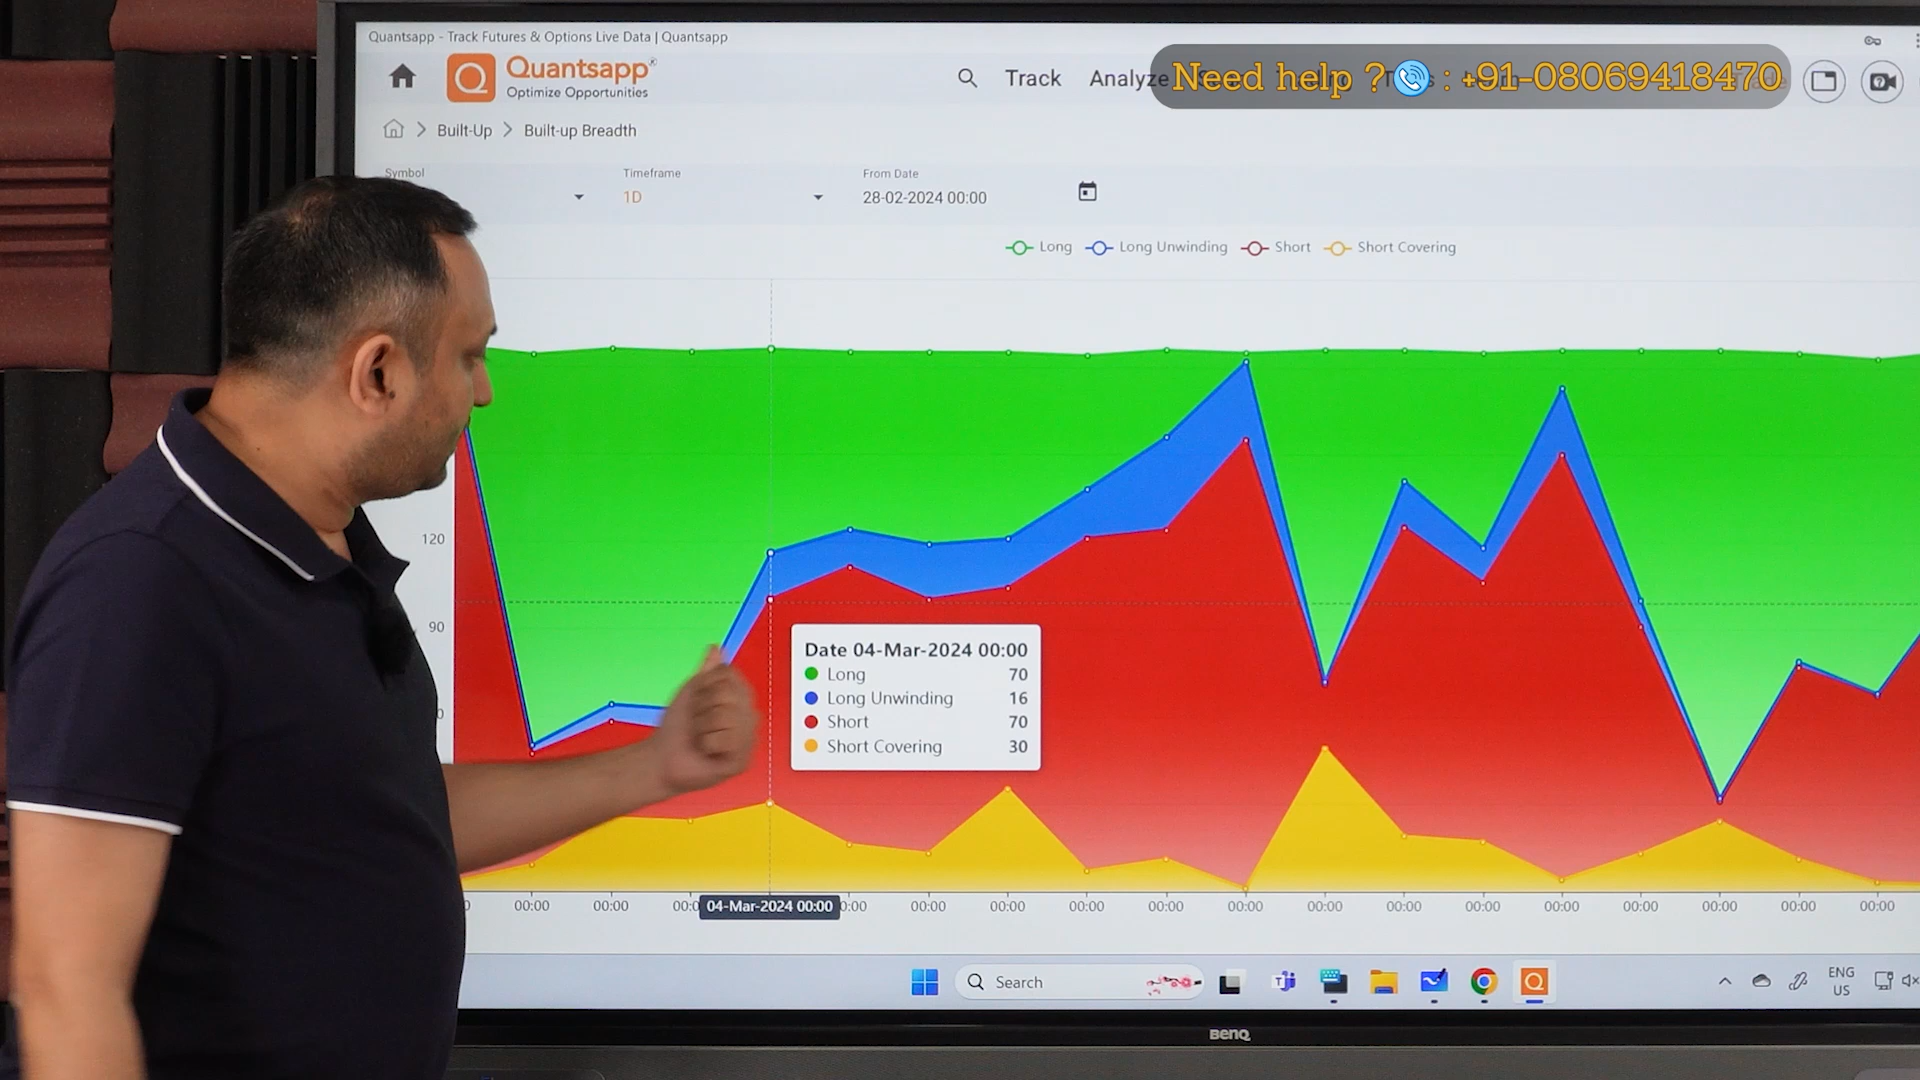 Quantsapp - Track Futures & Options Live Data | Quantsapp
Quantsapp®
Optimize Opportunities
Track
Analyze
Need help ? : +91-08069418470
Built-Up > Built-up Breadth
Symbol
Timeframe
From Date
1D
28-02-2024 00:00
Long
Long Unwinding
Short
Short Covering
120
90
Date 04-Mar-2024 00:00
Long 70
Long Unwinding 16
Short 70
Short Covering 30
00:00 00:00 04-Mar-2024 00:00 00:00 00:00 00:00 00:00 00:00 00:00 00:00 00:00 00:00 00:00 00:00 00:00 00:00
Search
ENG
US
BenQ